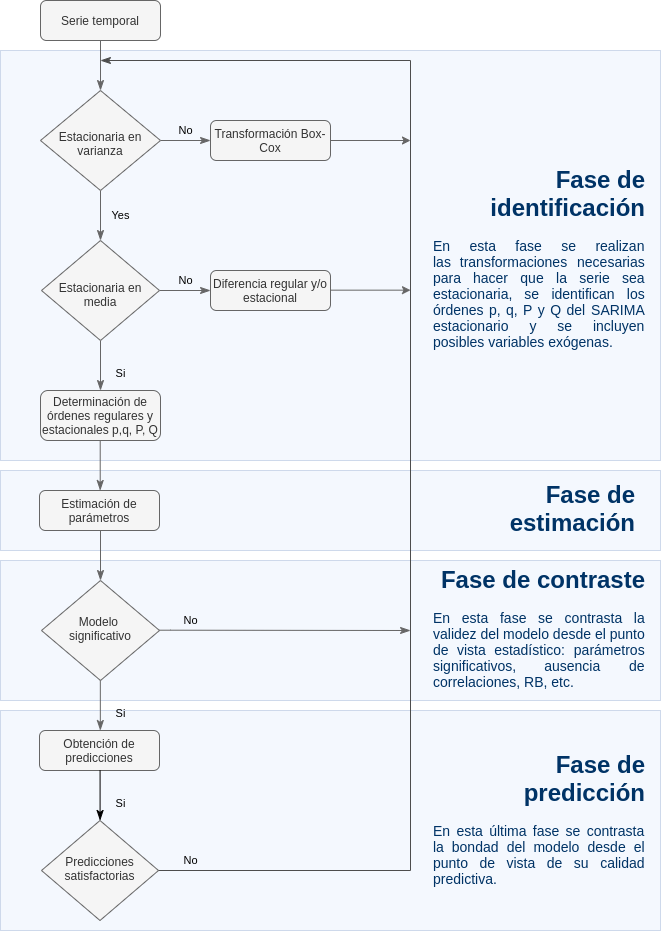 Serie temporal
Estacionaria en
varianza
No
Transformación Box-
Cox
Yes
Estacionaria en
media
No
Diferencia regular y/o
estacional
Si
Determinación de
órdenes regulares y
estacionales p,q, P, Q
Fase de
identificación
En esta fase se realizan
las transformaciones necesarias
para hacer que la serie sea
estacionaria, se identifican los
órdenes p, q, P y Q del SARIMA
estacionario y se incluyen
posibles variables exógenas.
Estimación de
parámetros
Fase de
estimación
Modelo
significativo
No
Si
Fase de contraste
En esta fase se contrasta la
validez del modelo desde el punto
de vista estadístico: parámetros
significativos, ausencia de
correlaciones, RB, etc.
Obtención de
predicciones
Si
Predicciones
satisfactorias
No
Fase de
predicción
En esta última fase se contrasta
la bondad del modelo desde el
punto de vista de su calidad
predictiva.